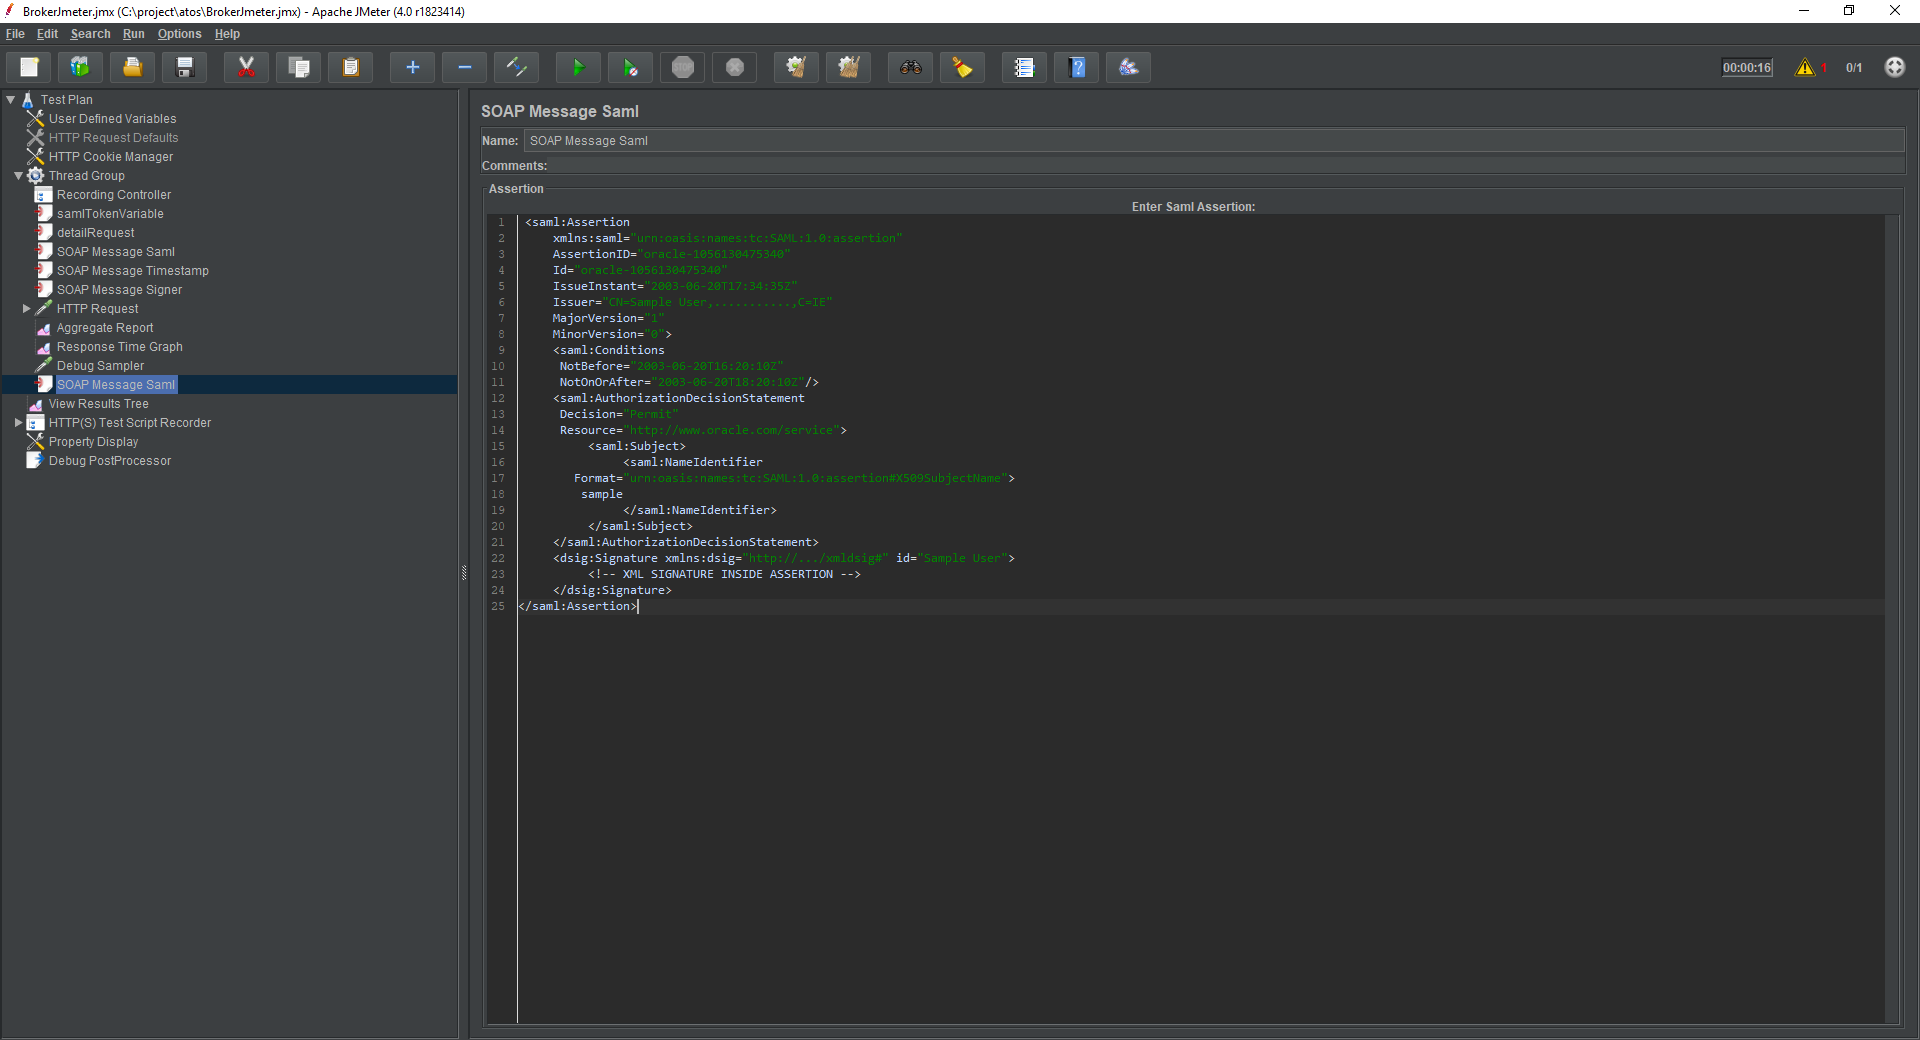 BrokerJmeter.jmx (C:\project\atos\BrokerJmeter.jmx) - Apache JMeter (4.0 r1823414)
File Edit Search Run Options Help
STOP
00:00:16 1 0/1
Test Plan
User Defined Variables
HTTP Request Defaults
HTTP Cookie Manager
Thread Group
Recording Controller
samlTokenVariable
detailRequest
SOAP Message Saml
SOAP Message Timestamp
SOAP Message Signer
HTTP Request
Aggregate Report
Response Time Graph
Debug Sampler
SOAP Message Saml
View Results Tree
HTTP(S) Test Script Recorder
Property Display
Debug PostProcessor
SOAP Message Saml
Name: SOAP Message Saml
Comments:
Assertion
Enter Saml Assertion:
1 <saml:Assertion
2 xmlns:saml="urn:oasis:names:tc:SAML:1.0:assertion"
3 AssertionID="oracle-1056130475340"
4 Id="oracle-1056130475340"
5 IssueInstant="2003-06-20T17:34:35Z"
6 Issuer="CN=Sample User,...........,C=IE"
7 MajorVersion="1"
8 MinorVersion="0">
9 <saml:Conditions
10 NotBefore="2003-06-20T16:20:10Z"
11 NotOnOrAfter="2003-06-20T18:20:10Z"/>
12 <saml:AuthorizationDecisionStatement
13 Decision="Permit"
14 Resource="http://www.oracle.com/service">
15 <saml:Subject>
16 <saml:NameIdentifier
17 Format="urn:oasis:names:tc:SAML:1.0:assertion#X509SubjectName">
18 sample
19 </saml:NameIdentifier>
20 </saml:Subject>
21 </saml:AuthorizationDecisionStatement>
22 <dsig:Signature xmlns:dsig="http://.../xmldsig#" id="Sample User">
23 <!-- XML SIGNATURE INSIDE ASSERTION -->
24 </dsig:Signature>
25 </saml:Assertion>